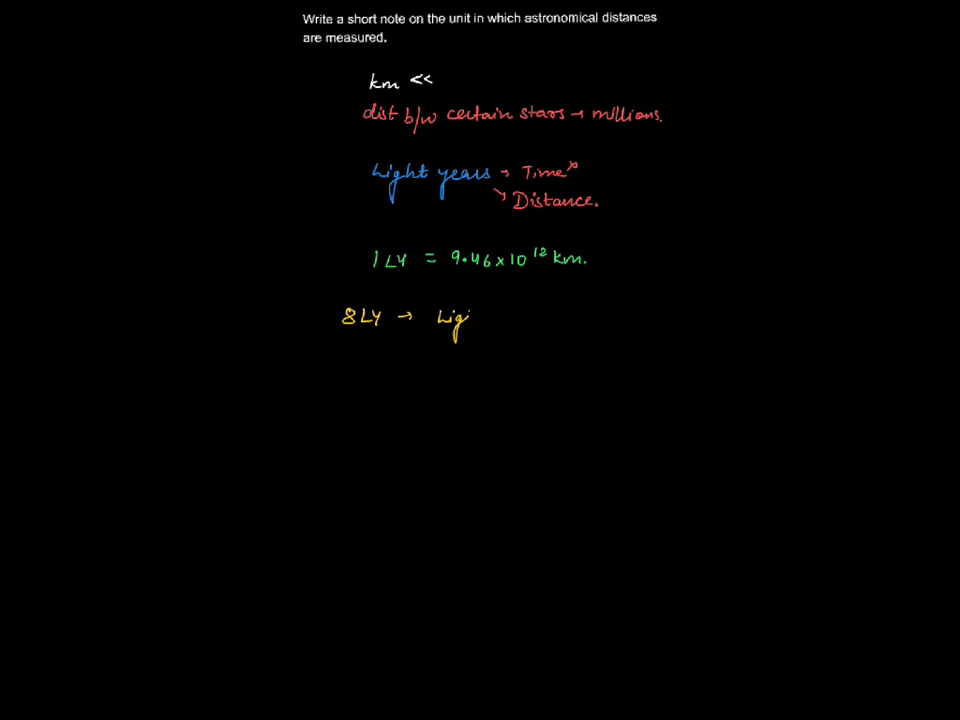 Write a short note on the unit in which astronomical distances
are measured.
km <<
dist b/w certain stars → millions.
Light years → Time ×
→ Distance.
1 LY = 9.46 × 10¹² km.
8 LY → Lig